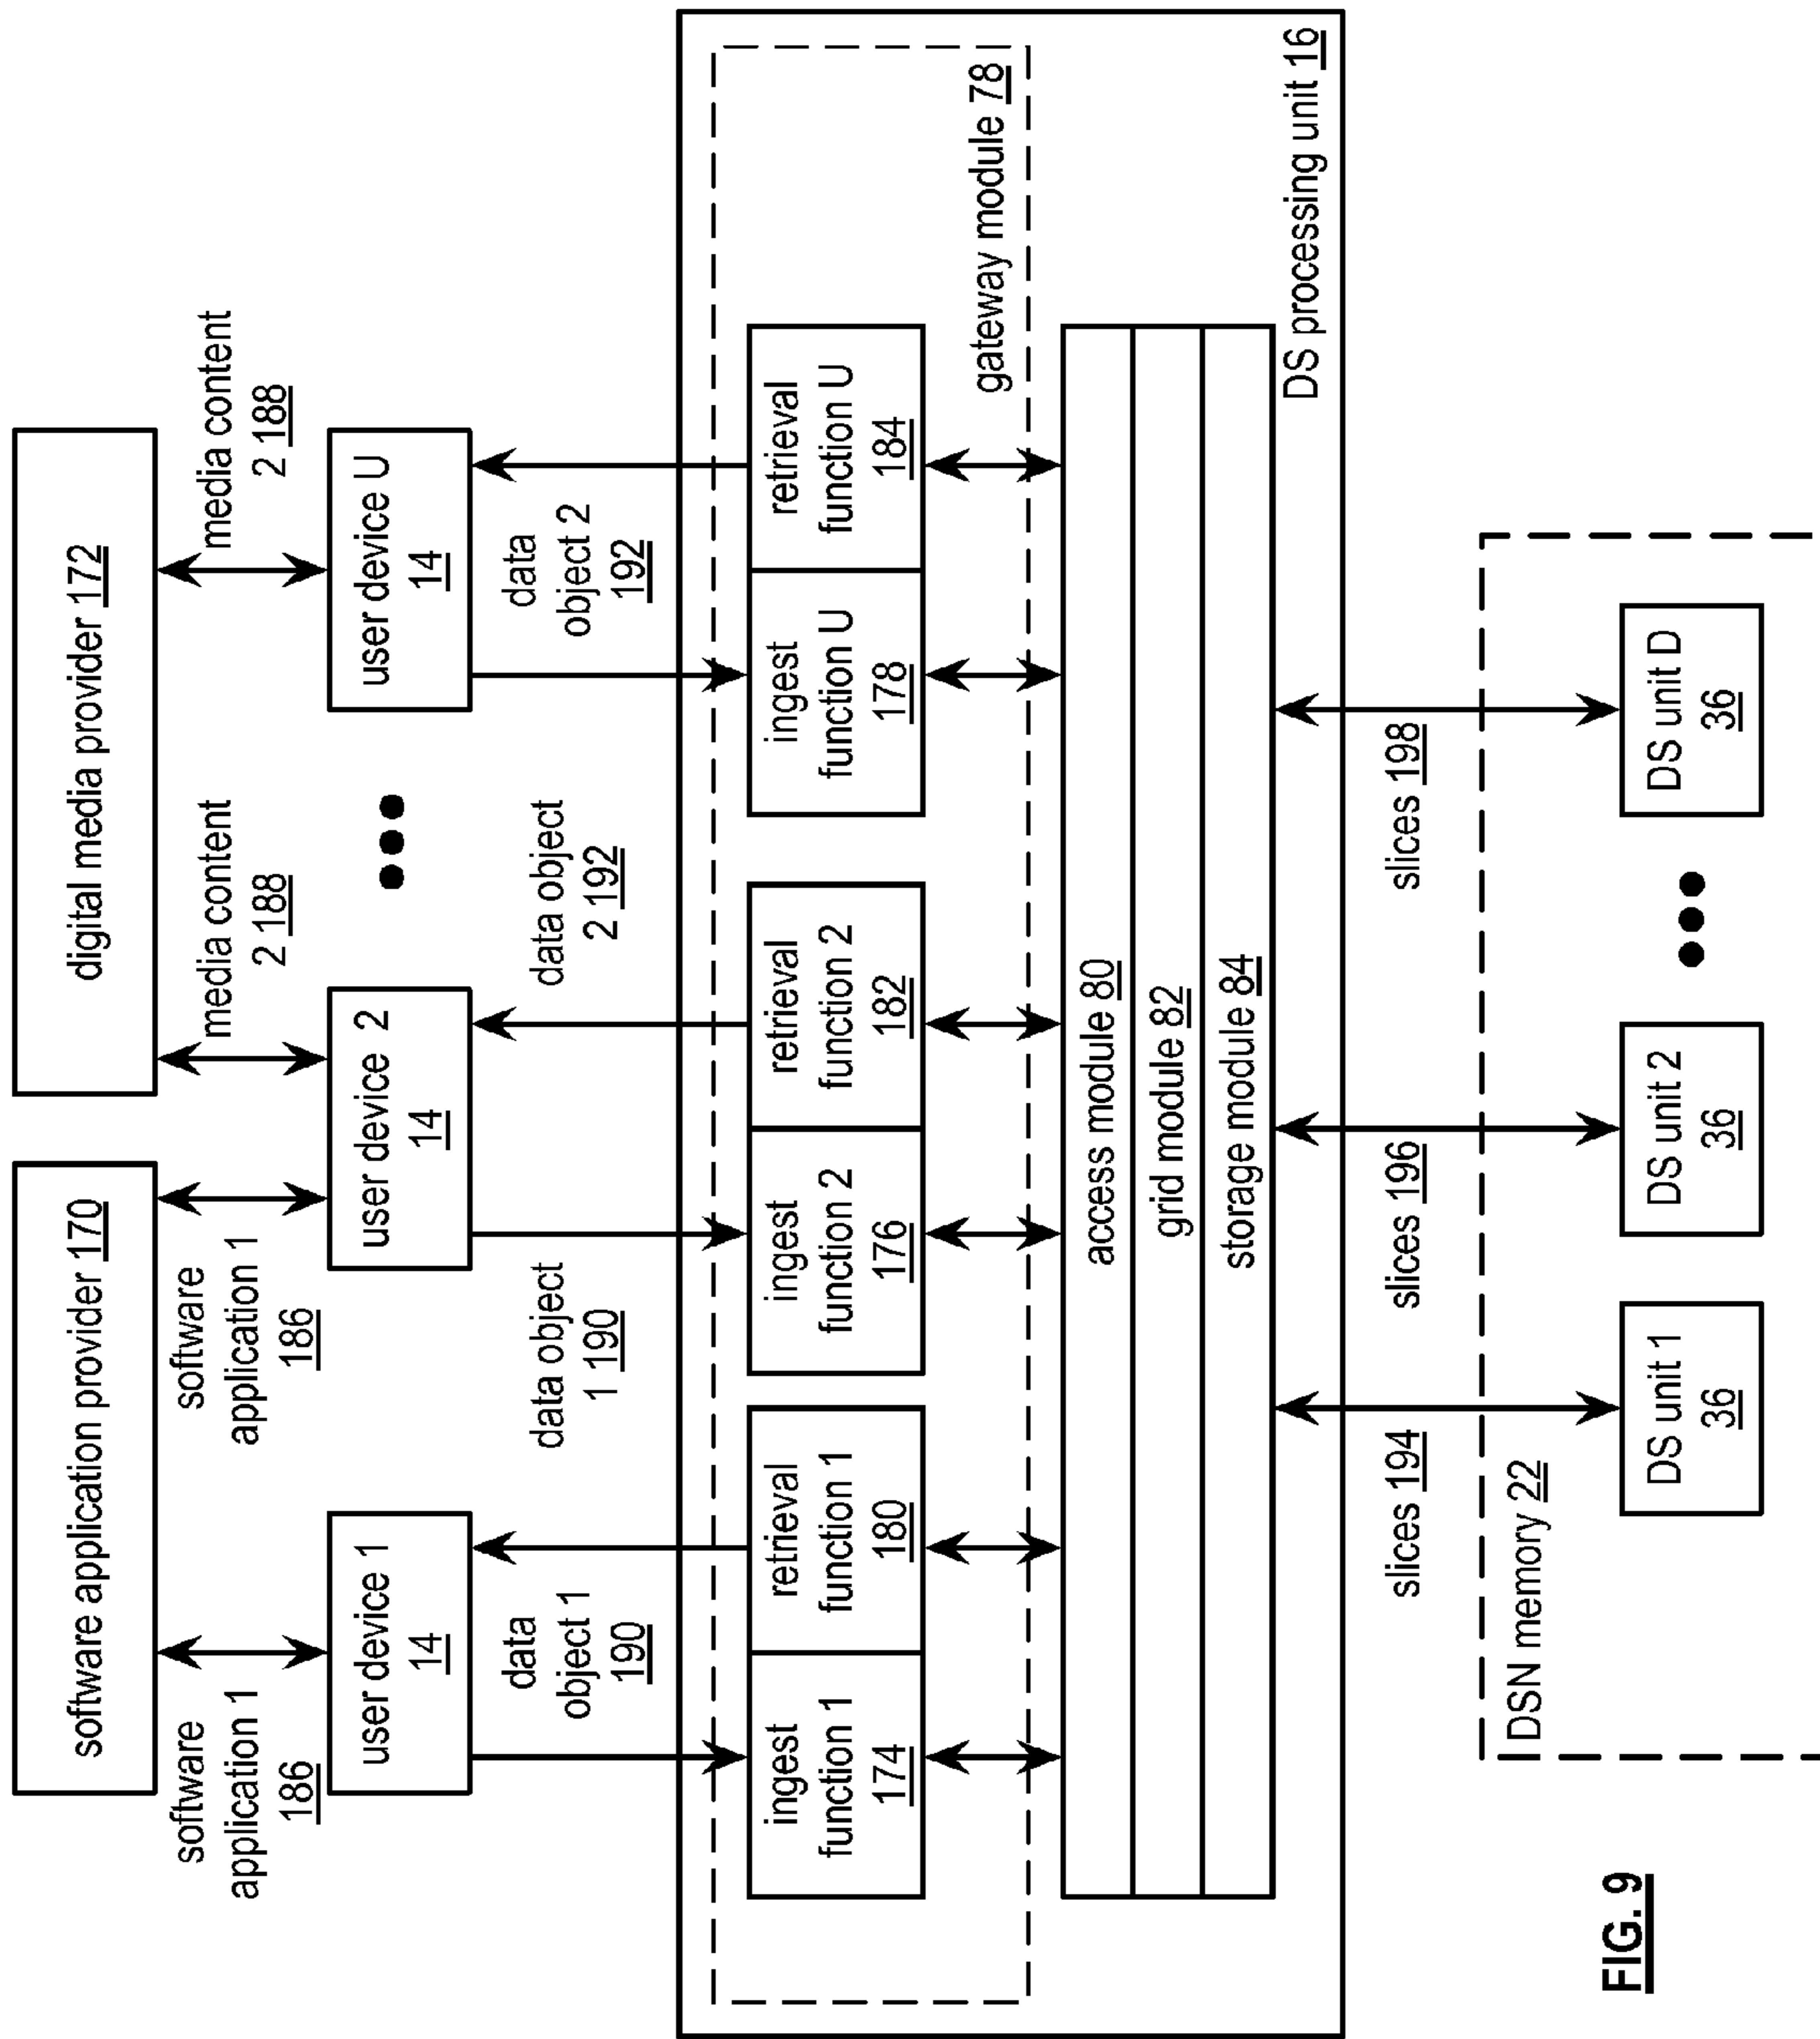 software application provider 170
digital media provider 172
software
application 1
186
software
application 1
186
media content
2 188
media content
2 188
user device 1
14
user device 2
14
user device U
14
data
object 1
190
data object
1 190
data object
2 192
data
object 2
192
ingest
function 1
174
retrieval
function 1
180
ingest
function 2
176
retrieval
function 2
182
ingest
function U
178
retrieval
function U
184
gateway module 78
access module 80
grid module 82
storage module 84
DS processing unit 16
slices 194
slices 196
slices 198
DSN memory 22
DS unit 1
36
DS unit 2
36
DS unit D
36
FIG. 9